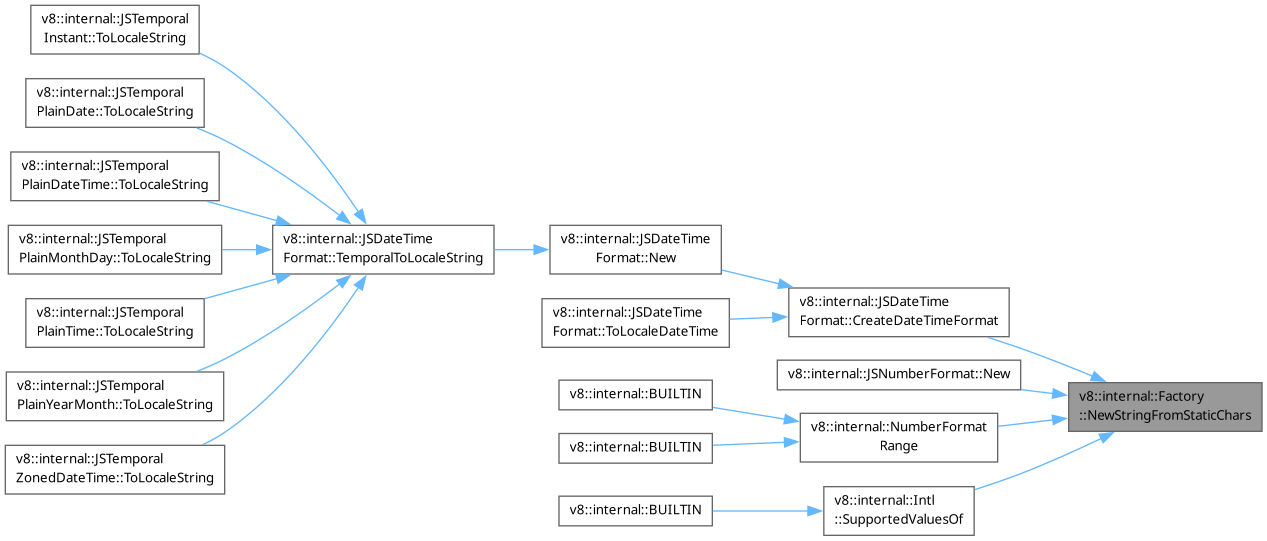 v8::internal::JSTemporal
Instant::ToLocaleString
v8::internal::JSTemporal
PlainDate::ToLocaleString
v8::internal::JSTemporal
PlainDateTime::ToLocaleString
v8::internal::JSTemporal
PlainMonthDay::ToLocaleString
v8::internal::JSTemporal
PlainTime::ToLocaleString
v8::internal::JSTemporal
PlainYearMonth::ToLocaleString
v8::internal::JSTemporal
ZonedDateTime::ToLocaleString
v8::internal::JSDateTime
Format::TemporalToLocaleString
v8::internal::JSDateTime
Format::New
v8::internal::JSDateTime
Format::ToLocaleDateTime
v8::internal::BUILTIN
v8::internal::BUILTIN
v8::internal::BUILTIN
v8::internal::JSDateTime
Format::CreateDateTimeFormat
v8::internal::JSNumberFormat::New
v8::internal::NumberFormat
Range
v8::internal::Intl
::SupportedValuesOf
v8::internal::Factory
::NewStringFromStaticChars